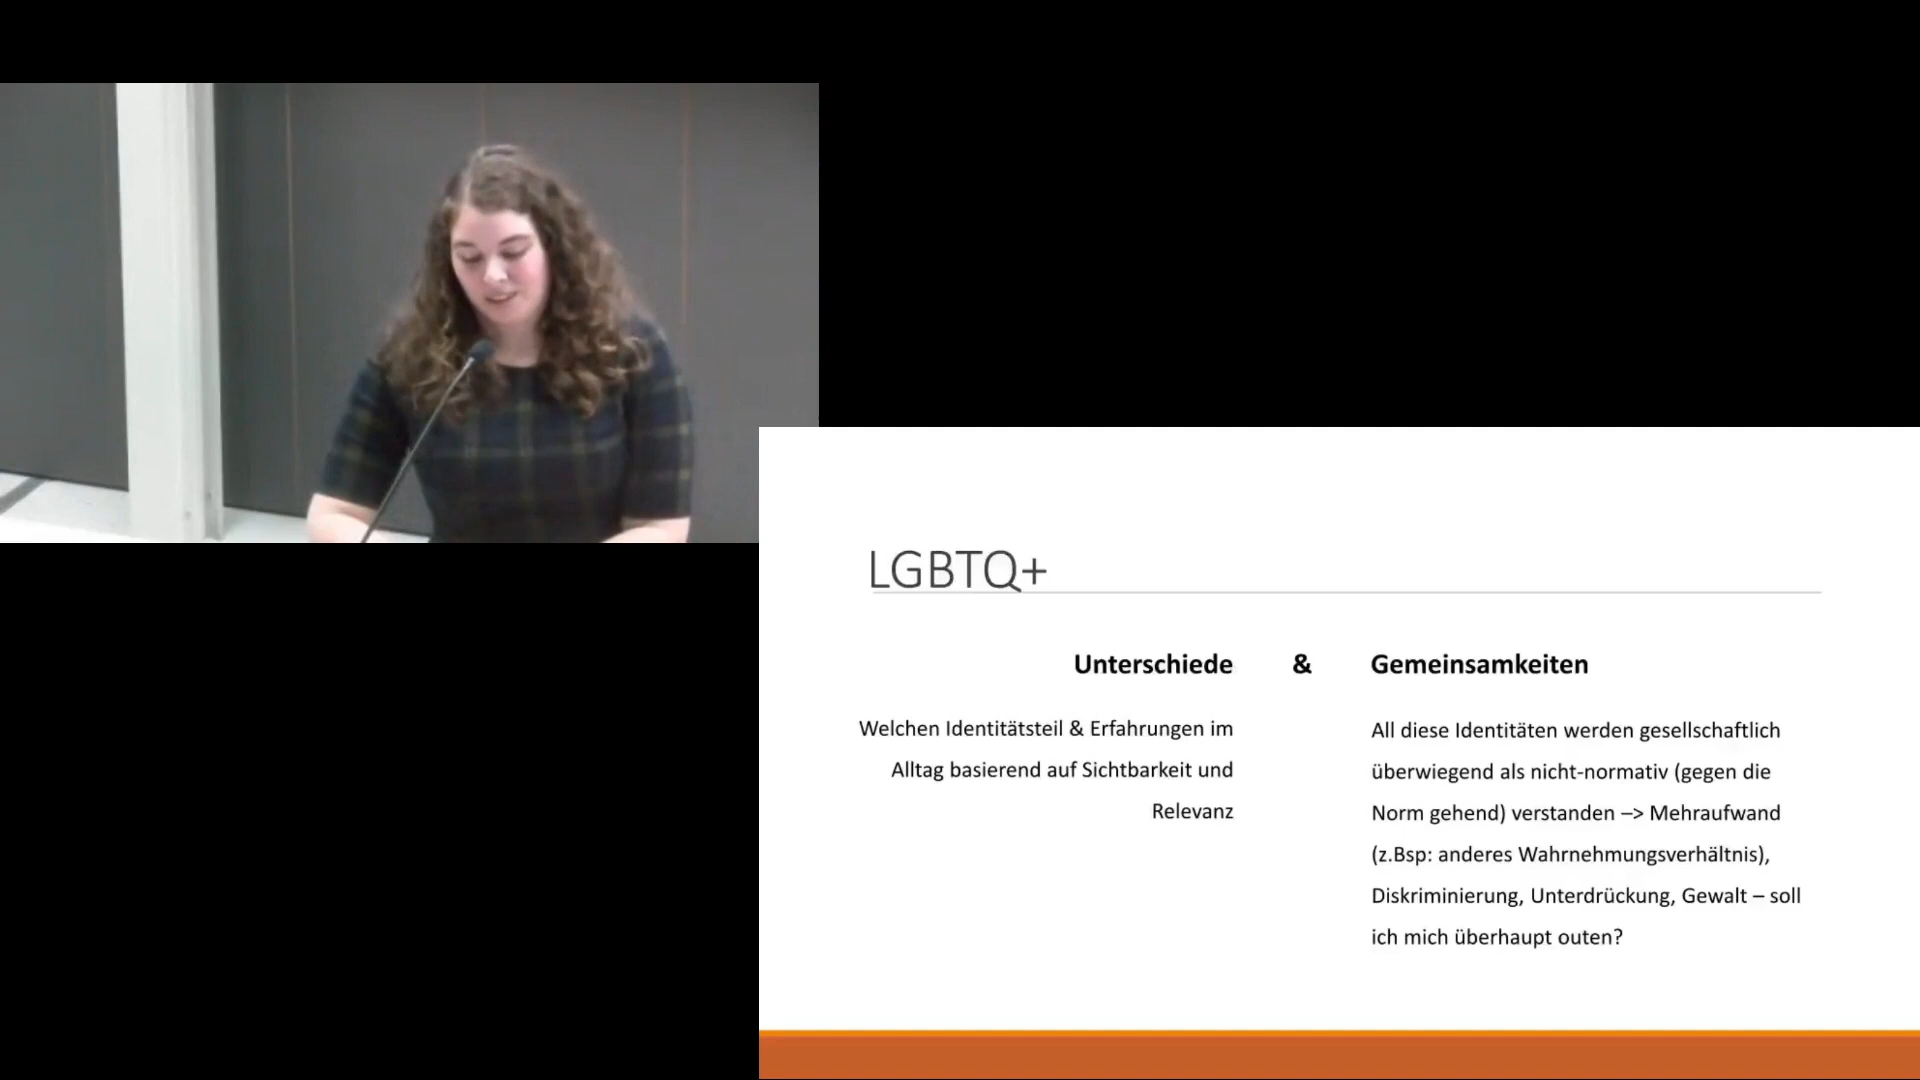 LGBTQ+
Unterschiede & Gemeinsamkeiten
Welchen Identitätsteil & Erfahrungen im
Alltag basierend auf Sichtbarkeit und
Relevanz
All diese Identitäten werden gesellschaftlich
überwiegend als nicht-normativ (gegen die
Norm gehend) verstanden –> Mehraufwand
(z.Bsp: anderes Wahrnehmungsverhältnis),
Diskriminierung, Unterdrückung, Gewalt – soll
ich mich überhaupt outen?